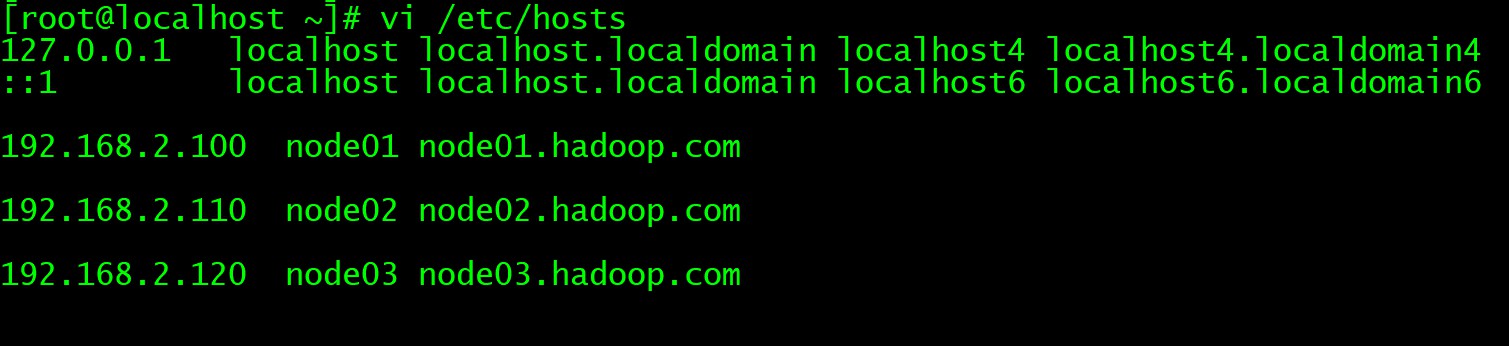 [root@localhost ~]# vi /etc/hosts
127.0.0.1   localhost localhost.localdomain localhost4 localhost4.localdomain4
::1         localhost localhost.localdomain localhost6 localhost6.localdomain6
192.168.2.100  node01 node01.hadoop.com
192.168.2.110  node02 node02.hadoop.com
192.168.2.120  node03 node03.hadoop.com